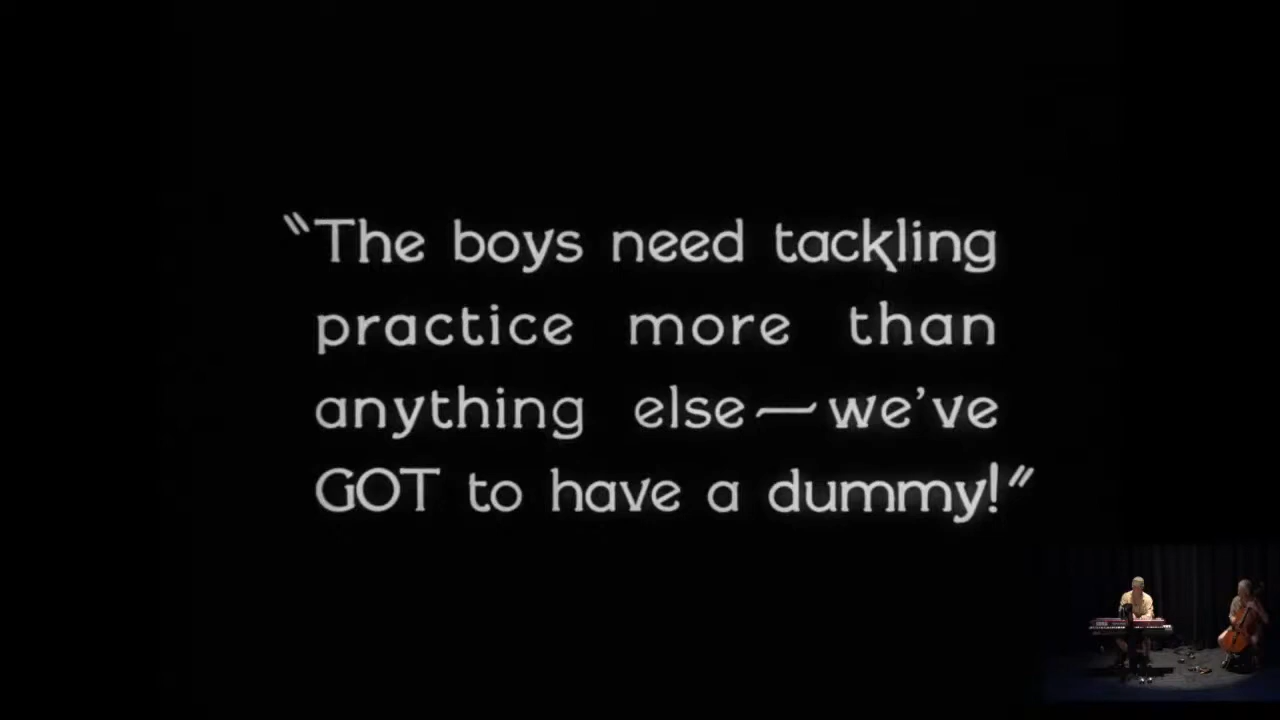 "The boys need tackling
practice more than
anything else—we've
GOT to have a dummy!"